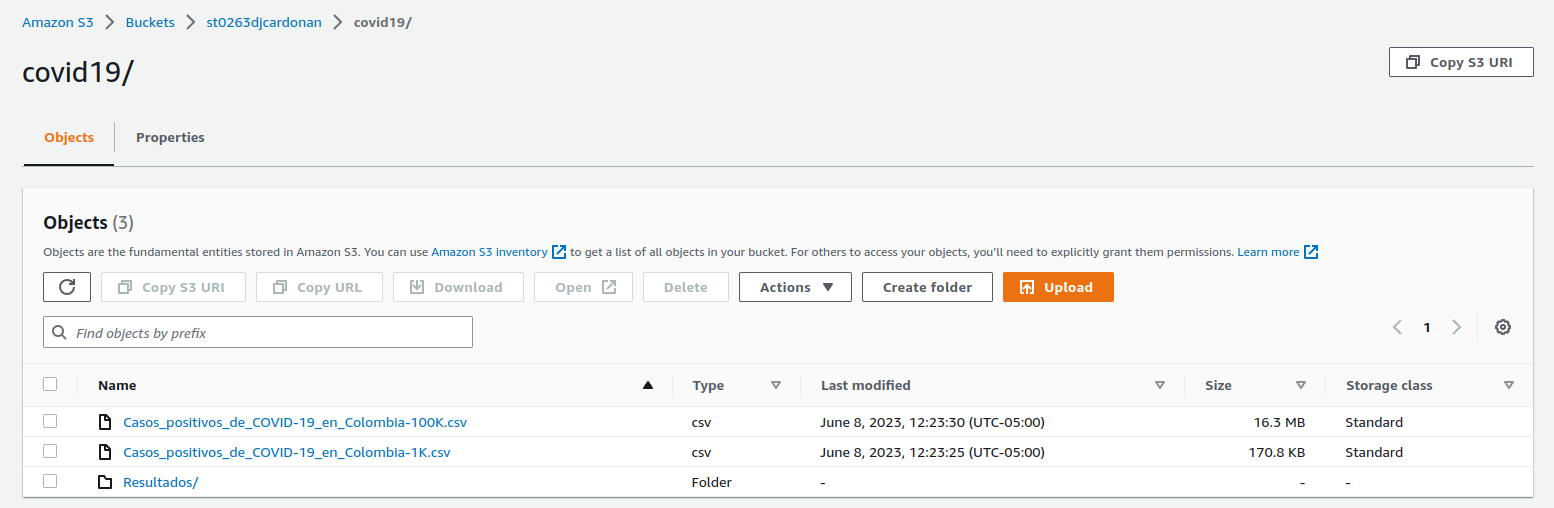 Amazon S3 > Buckets > st0263djcardonan > covid19/
covid19/
Copy S3 URI
Objects Properties
Objects (3)
Objects are the fundamental entities stored in Amazon S3. You can use Amazon S3 inventory to get a list of all objects in your bucket. For others to access your objects, you’ll need to explicitly grant them permissions. Learn more
Copy S3 URI Copy URL Download Open Delete Actions Create folder Upload
Find objects by prefix
1
Name Type Last modified Size Storage class
Casos_positivos_de_COVID-19_en_Colombia-100K.csv csv June 8, 2023, 12:23:30 (UTC-05:00) 16.3 MB Standard
Casos_positivos_de_COVID-19_en_Colombia-1K.csv csv June 8, 2023, 12:23:25 (UTC-05:00) 170.8 KB Standard
Resultados/ Folder - - -